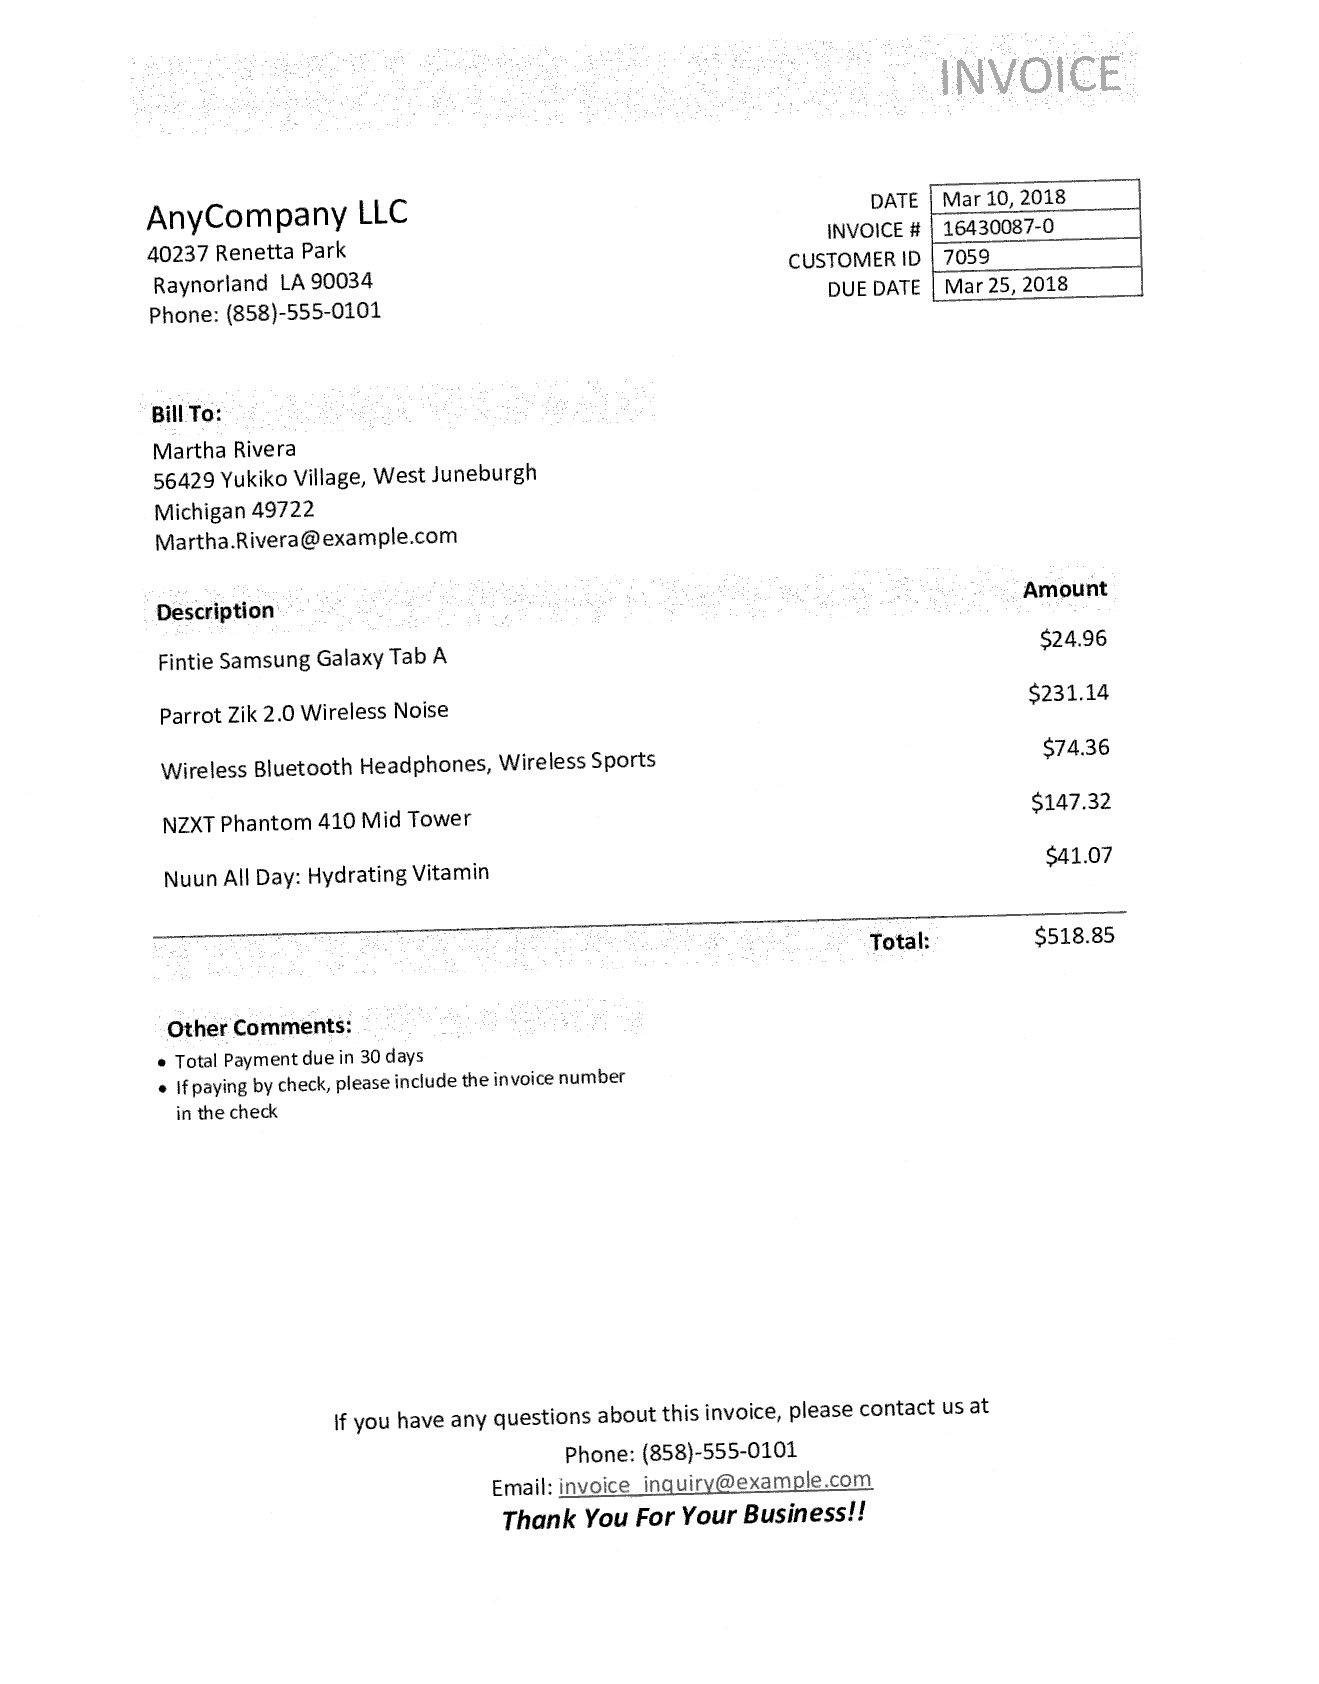 INVOICE
AnyCompany LLC
40237 Renetta Park
Raynorland LA 90034
Phone: (858)-555-0101
DATE Mar 10, 2018
INVOICE # 16430087-0
CUSTOMER ID 7059
DUE DATE Mar 25, 2018
Bill To:
Martha Rivera
56429 Yukiko Village, West Juneburgh
Michigan 49722
Martha.Rivera@example.com
Description Amount
Fintie Samsung Galaxy Tab A $24.96
Parrot Zik 2.0 Wireless Noise $231.14
Wireless Bluetooth Headphones, Wireless Sports $74.36
NZXT Phantom 410 Mid Tower $147.32
Nuun All Day: Hydrating Vitamin $41.07
Total: $518.85
Other Comments:
• Total Payment due in 30 days
• If paying by check, please include the invoice number
in the check
If you have any questions about this invoice, please contact us at
Phone: (858)-555-0101
Email: invoice_inquiry@example.com
Thank You For Your Business!!